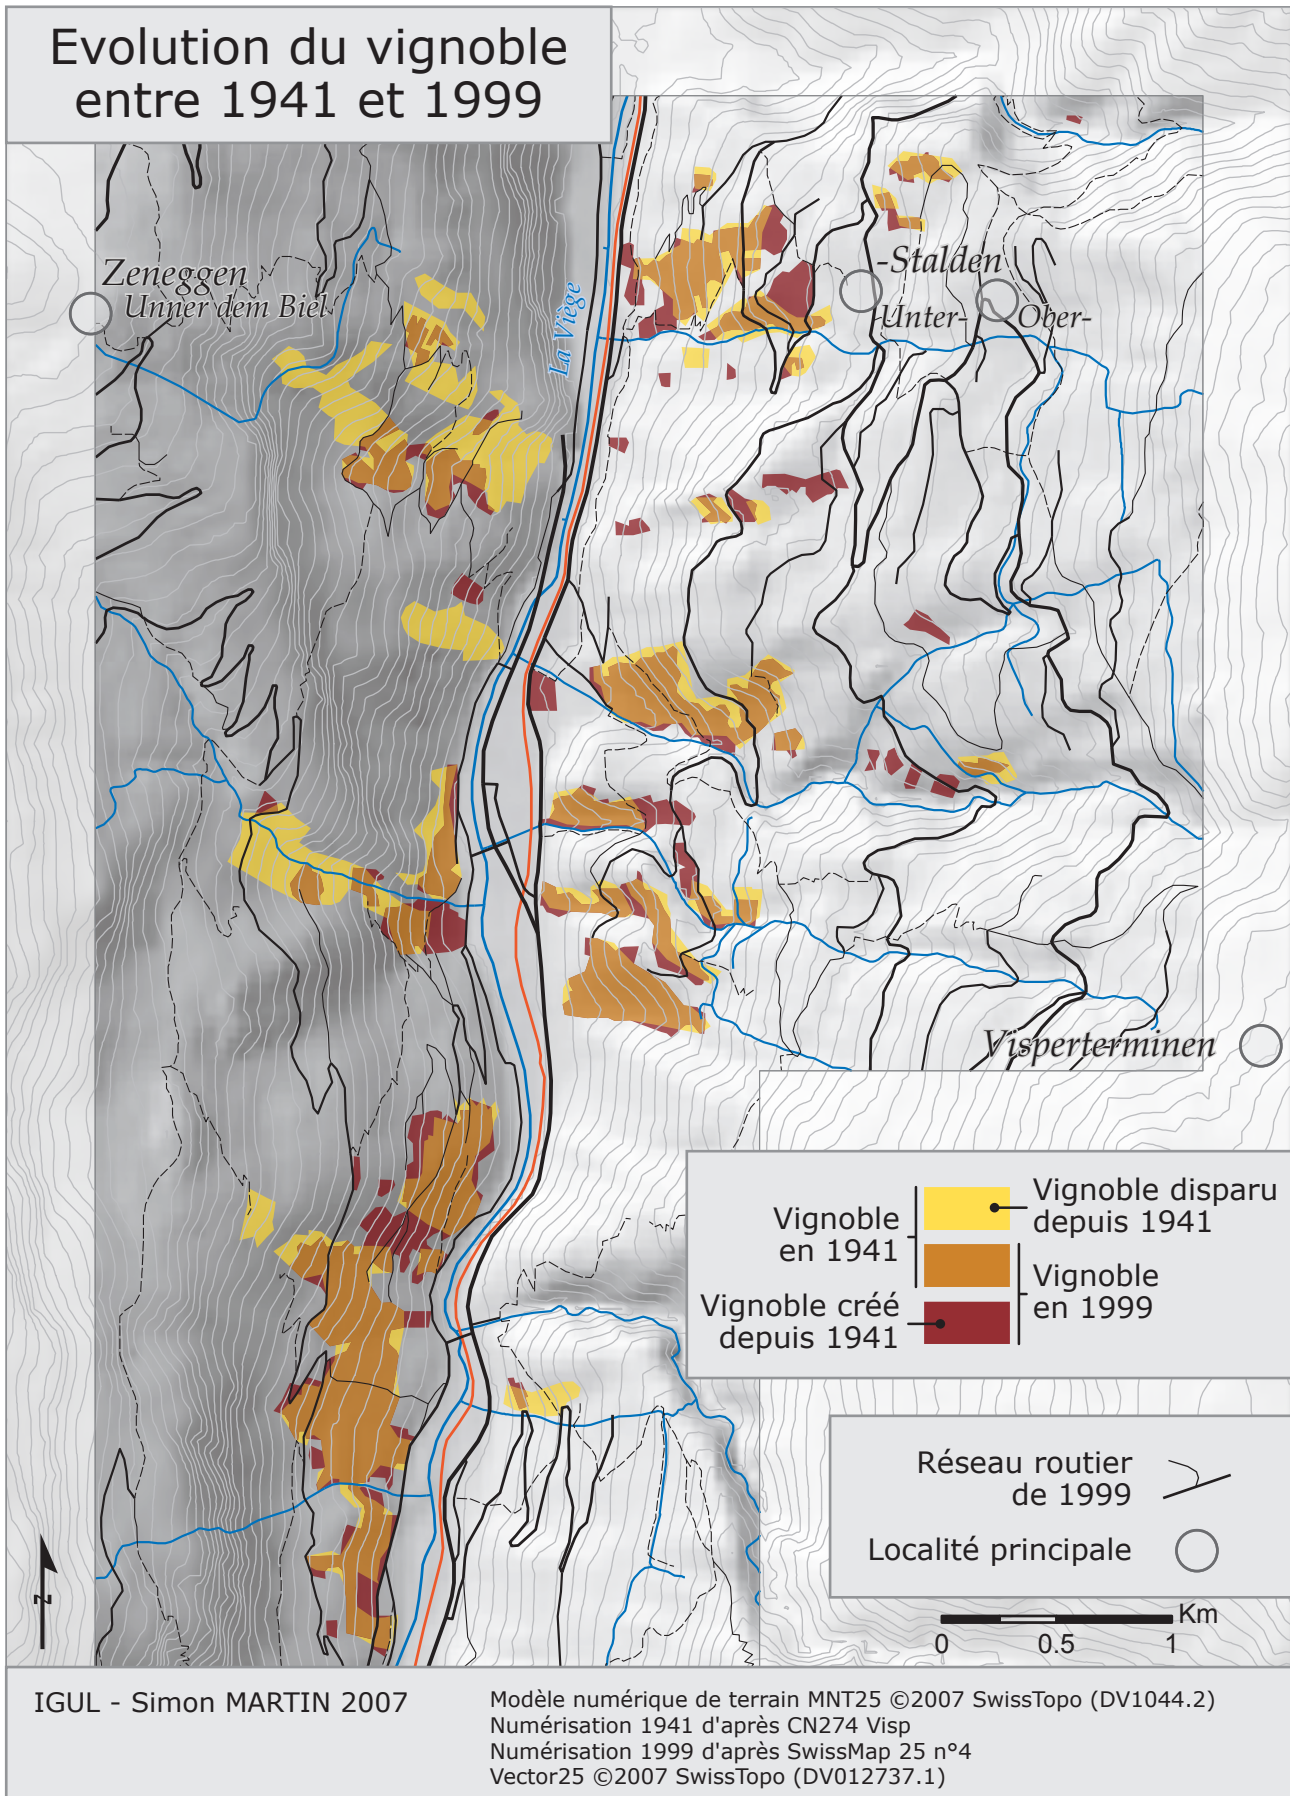 Evolution du vignoble
entre 1941 et 1999
Zeneggen
Unner dem Biel
La Viège
-Stalden
Unter-
Ober-
Visperterminen
Vignoble
en 1941
Vignoble disparu
depuis 1941
Vignoble
en 1999
Vignoble créé
depuis 1941
Réseau routier
de 1999
Localité principale
Km
0 0.5 1
N
IGUL - Simon MARTIN 2007
Modèle numérique de terrain MNT25 ©2007 SwissTopo (DV1044.2)
Numérisation 1941 d'après CN274 Visp
Numérisation 1999 d'après SwissMap 25 n°4
Vector25 ©2007 SwissTopo (DV012737.1)